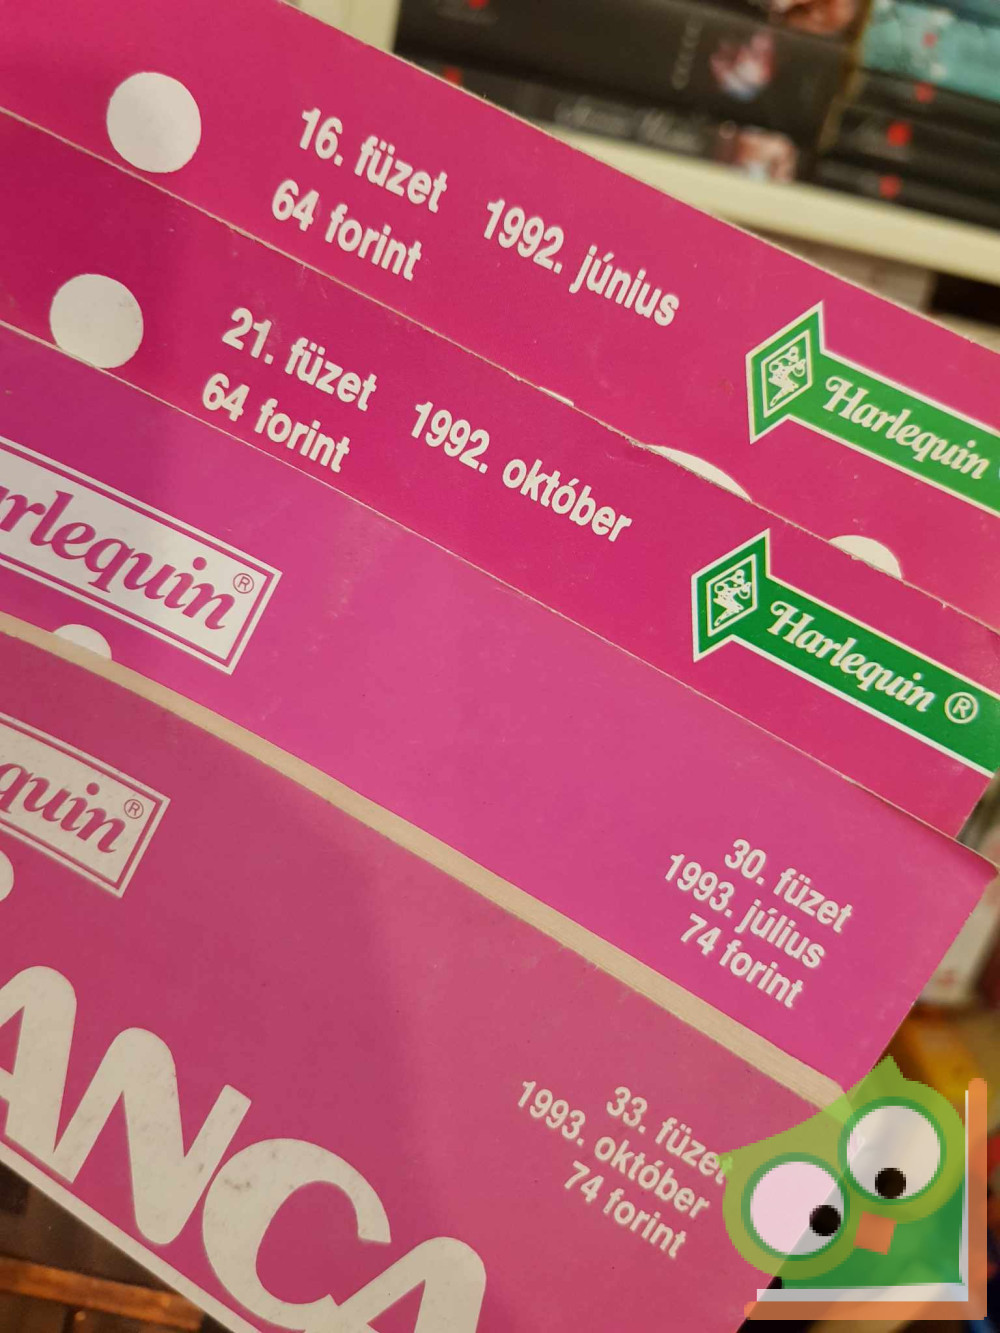 16. füzet 1992. június
64 forint
Harlequin
21. füzet 1992. október
64 forint
Harlequin ®
rlequin ®
30. füzet
1993. július
74 forint
quin ®
33. füzet
1993. október
74 forint
ANCA